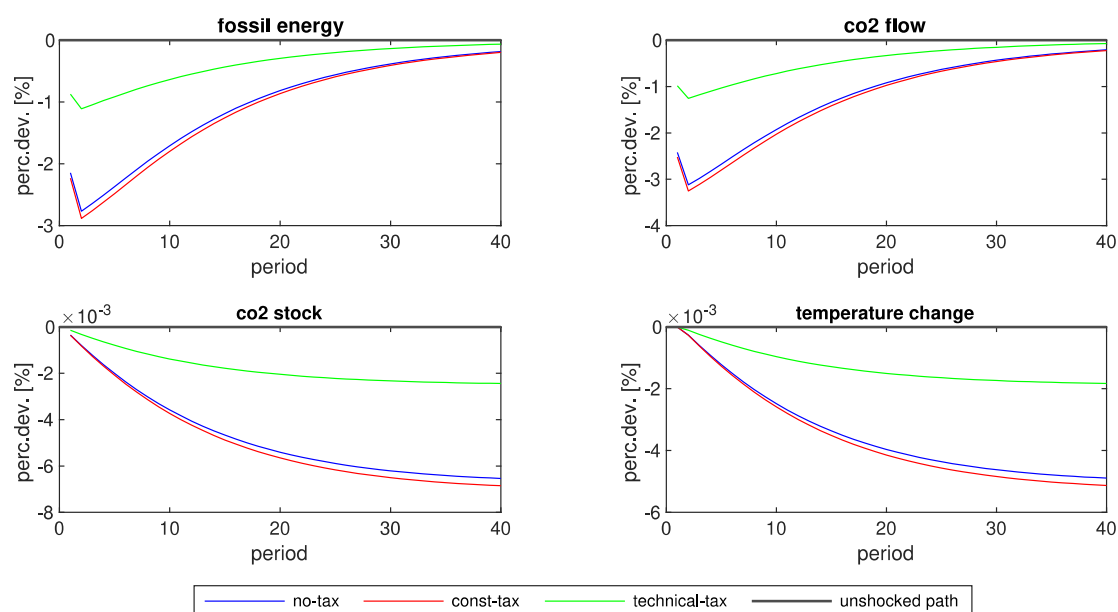 fossil energy
perc.dev. [%]
0
-1
-2
-3
0 10 20 30 40
period
co2 flow
perc.dev. [%]
0
-1
-2
-3
-4
0 10 20 30 40
period
co2 stock
× 10⁻³
perc.dev. [%]
0
-2
-4
-6
-8
0 10 20 30 40
period
temperature change
× 10⁻³
perc.dev. [%]
0
-2
-4
-6
0 10 20 30 40
period
no-tax const-tax technical-tax unshocked path